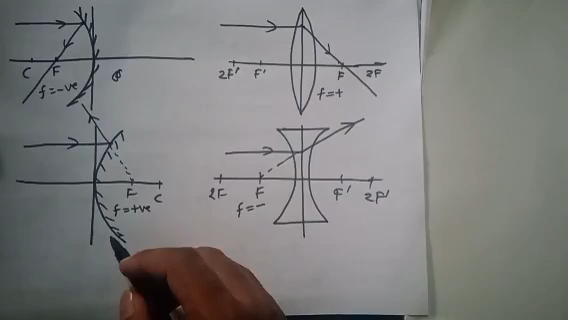 C F
f=-ve
2F' F' F 2F
f=+
F C
f=+ve
2F F F' 2F'
f=-